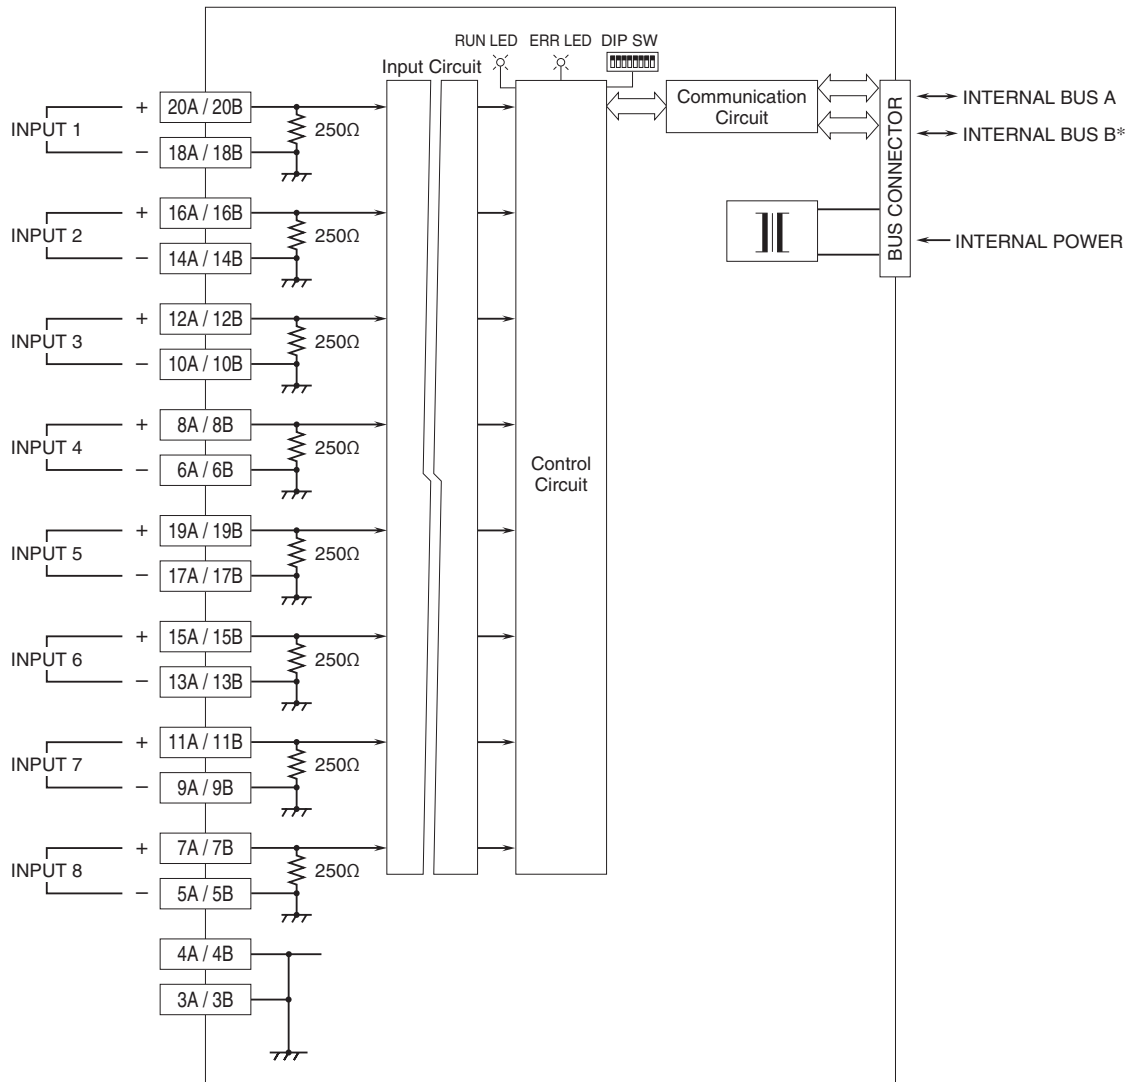 RUN LED ERR LED DIP SW
Input Circuit
INPUT 1
+ 20A / 20B
250Ω
− 18A / 18B
INPUT 2
+ 16A / 16B
250Ω
− 14A / 14B
INPUT 3
+ 12A / 12B
250Ω
− 10A / 10B
INPUT 4
+ 8A / 8B
250Ω
− 6A / 6B
INPUT 5
+ 19A / 19B
250Ω
− 17A / 17B
INPUT 6
+ 15A / 15B
250Ω
− 13A / 13B
INPUT 7
+ 11A / 11B
250Ω
− 9A / 9B
INPUT 8
+ 7A / 7B
250Ω
− 5A / 5B
4A / 4B
3A / 3B
Control
Circuit
Communication
Circuit
BUS CONNECTOR
INTERNAL BUS A
INTERNAL BUS B*
INTERNAL POWER